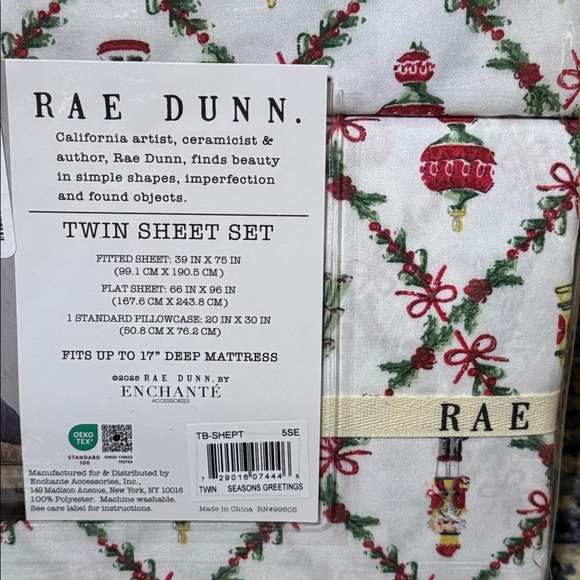 RAE DUNN.
California artist, ceramicist &
author, Rae Dunn, finds beauty
in simple shapes, imperfection
and found objects.
TWIN SHEET SET
FITTED SHEET: 39 IN X 75 IN
(99.1 CM X 190.5 CM)
FLAT SHEET: 66 IN X 96 IN
(167.6 CM X 243.8 CM)
1 STANDARD PILLOWCASE: 20 IN X 30 IN
(50.8 CM X 76.2 CM)
FITS UP TO 17" DEEP MATTRESS
©2025 RAE DUNN. BY
ENCHANTÉ
ACCESSORIES
OEKO
TEX®
STANDARD
100
TESTEX
TB-SHEPT 5SE
7 29016 07444
TWIN SEASONS GREETINGS
Manufactured for & Distributed by
Enchante Accessories, Inc.,
149 Madison Avenue, New York, NY 10016
100% Polyester. Machine washable.
See care label for instructions.
Made in China RN#99605
RAE